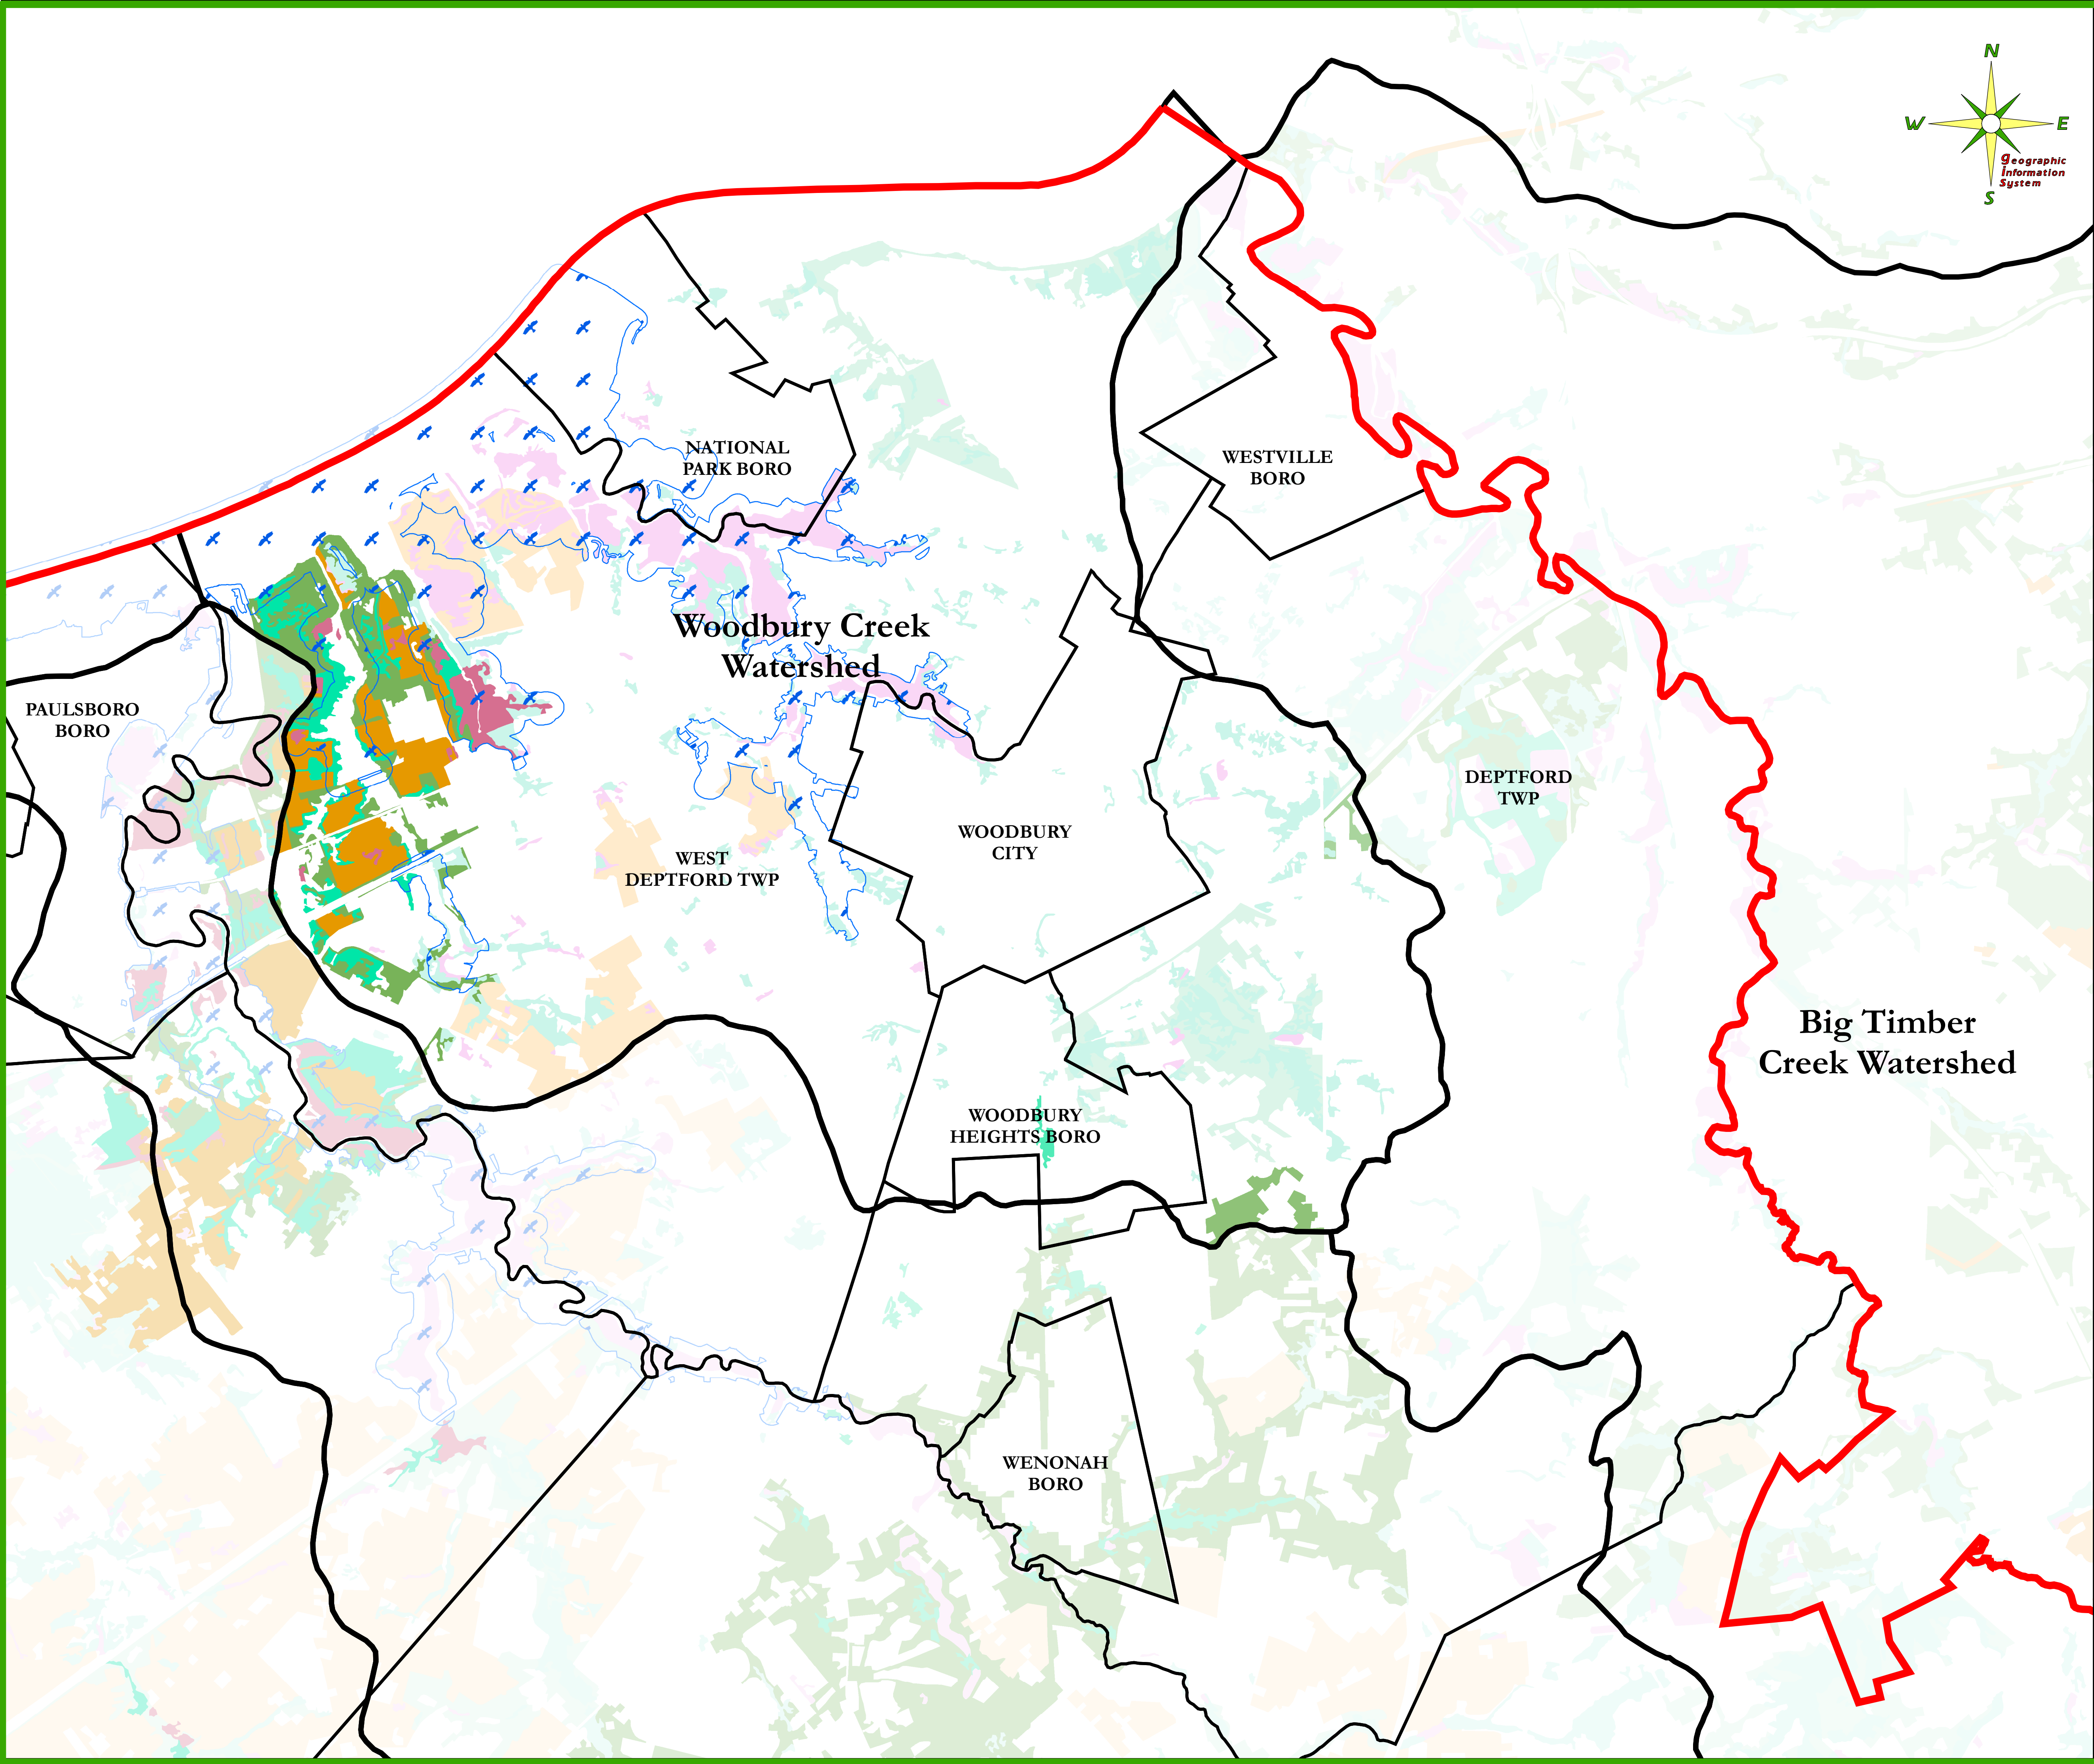 N
W
E
geographic
Information
System
S
NATIONAL
PARK BORO
WESTVILLE
BORO
Woodbury Creek
Watershed
PAULSBORO
BORO
DEPTFORD
TWP
WOODBURY
CITY
WEST
DEPTFORD TWP
Big Timber
Creek Watershed
WOODBURY
HEIGHTS BORO
WENONAH
BORO